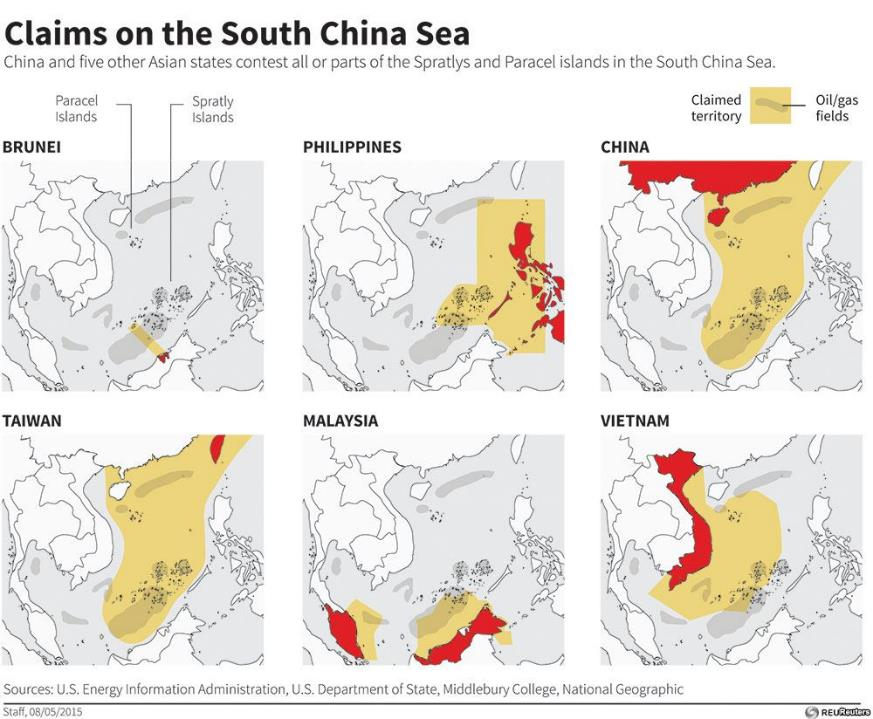 Claims on the South China Sea
China and five other Asian states contest all or parts of the Spratlys and Paracel islands in the South China Sea.
Paracel
Islands
Spratly
Islands
Claimed
territory
Oil/gas
fields
BRUNEI
PHILIPPINES
CHINA
TAIWAN
MALAYSIA
VIETNAM
Sources: U.S. Energy Information Administration, U.S. Department of State, Middlebury College, National Geographic
Staff, 08/05/2015
Reuters